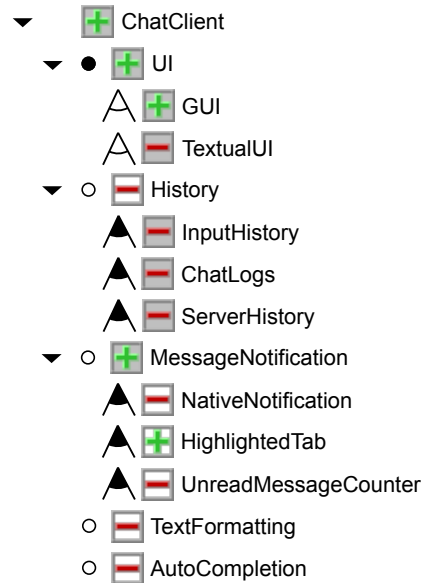 ChatClient
UI
GUI
TextualUI
History
InputHistory
ChatLogs
ServerHistory
MessageNotification
NativeNotification
HighlightedTab
UnreadMessageCounter
TextFormatting
AutoCompletion